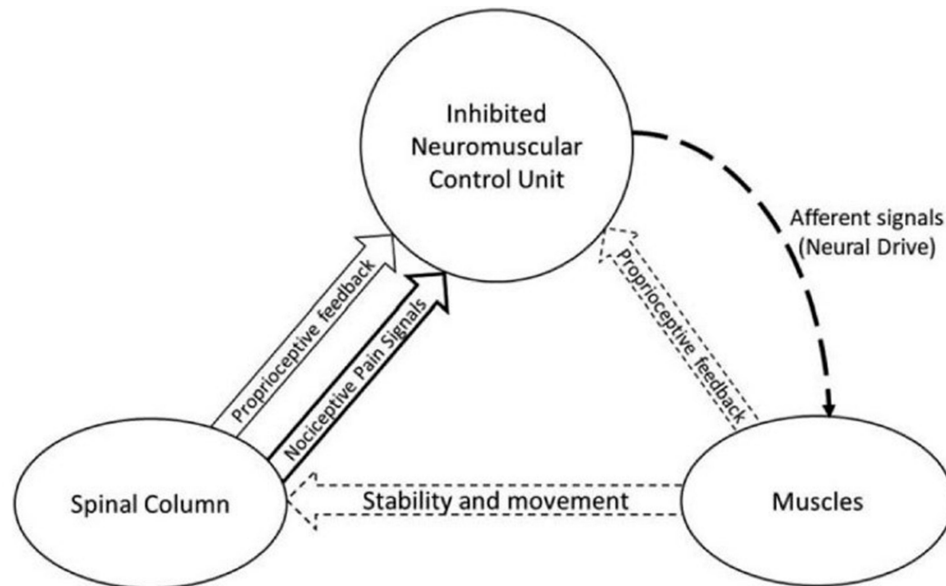 Inhibited
Neuromuscular
Control Unit
Afferent signals
(Neural Drive)
Proprioceptive feedback
Nociceptive Pain Signals
Proprioceptive feedback
Spinal Column
Stability and movement
Muscles